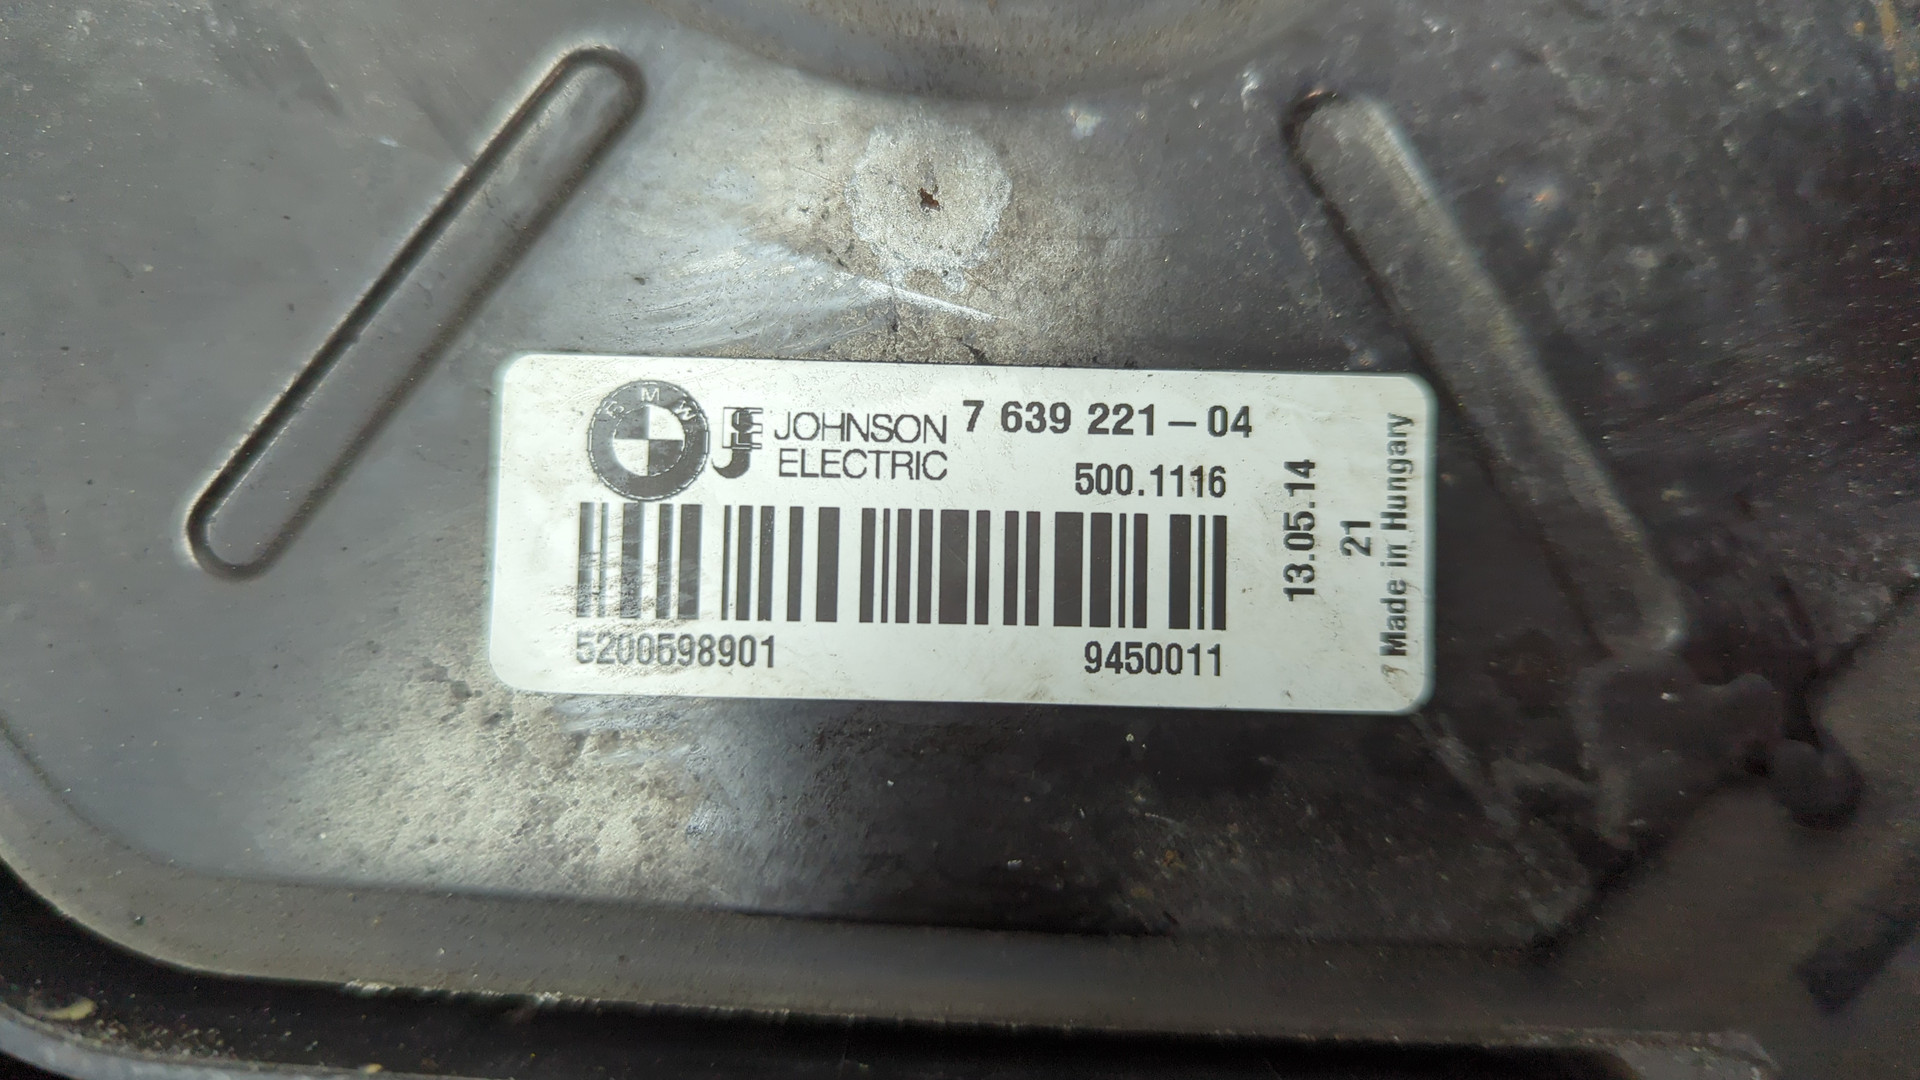 BMW
JOHNSON
ELECTRIC
7 639 221-04
500.1116
5200598901
9450011
13.05.14
21
Made in Hungary